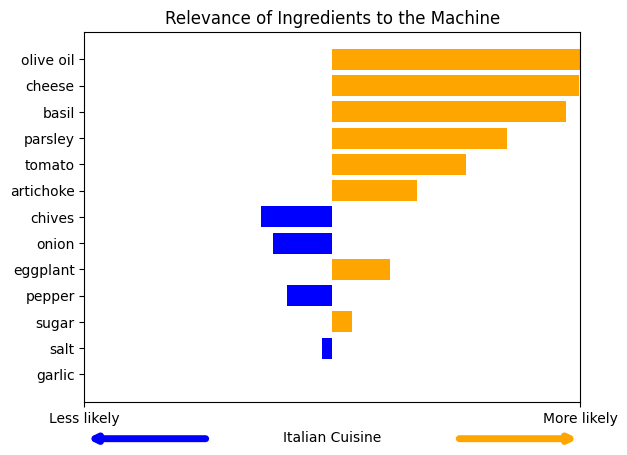 Relevance of Ingredients to the Machine
olive oil
cheese
basil
parsley
tomato
artichoke
chives
onion
eggplant
pepper
sugar
salt
garlic
Less likely
More likely
Italian Cuisine